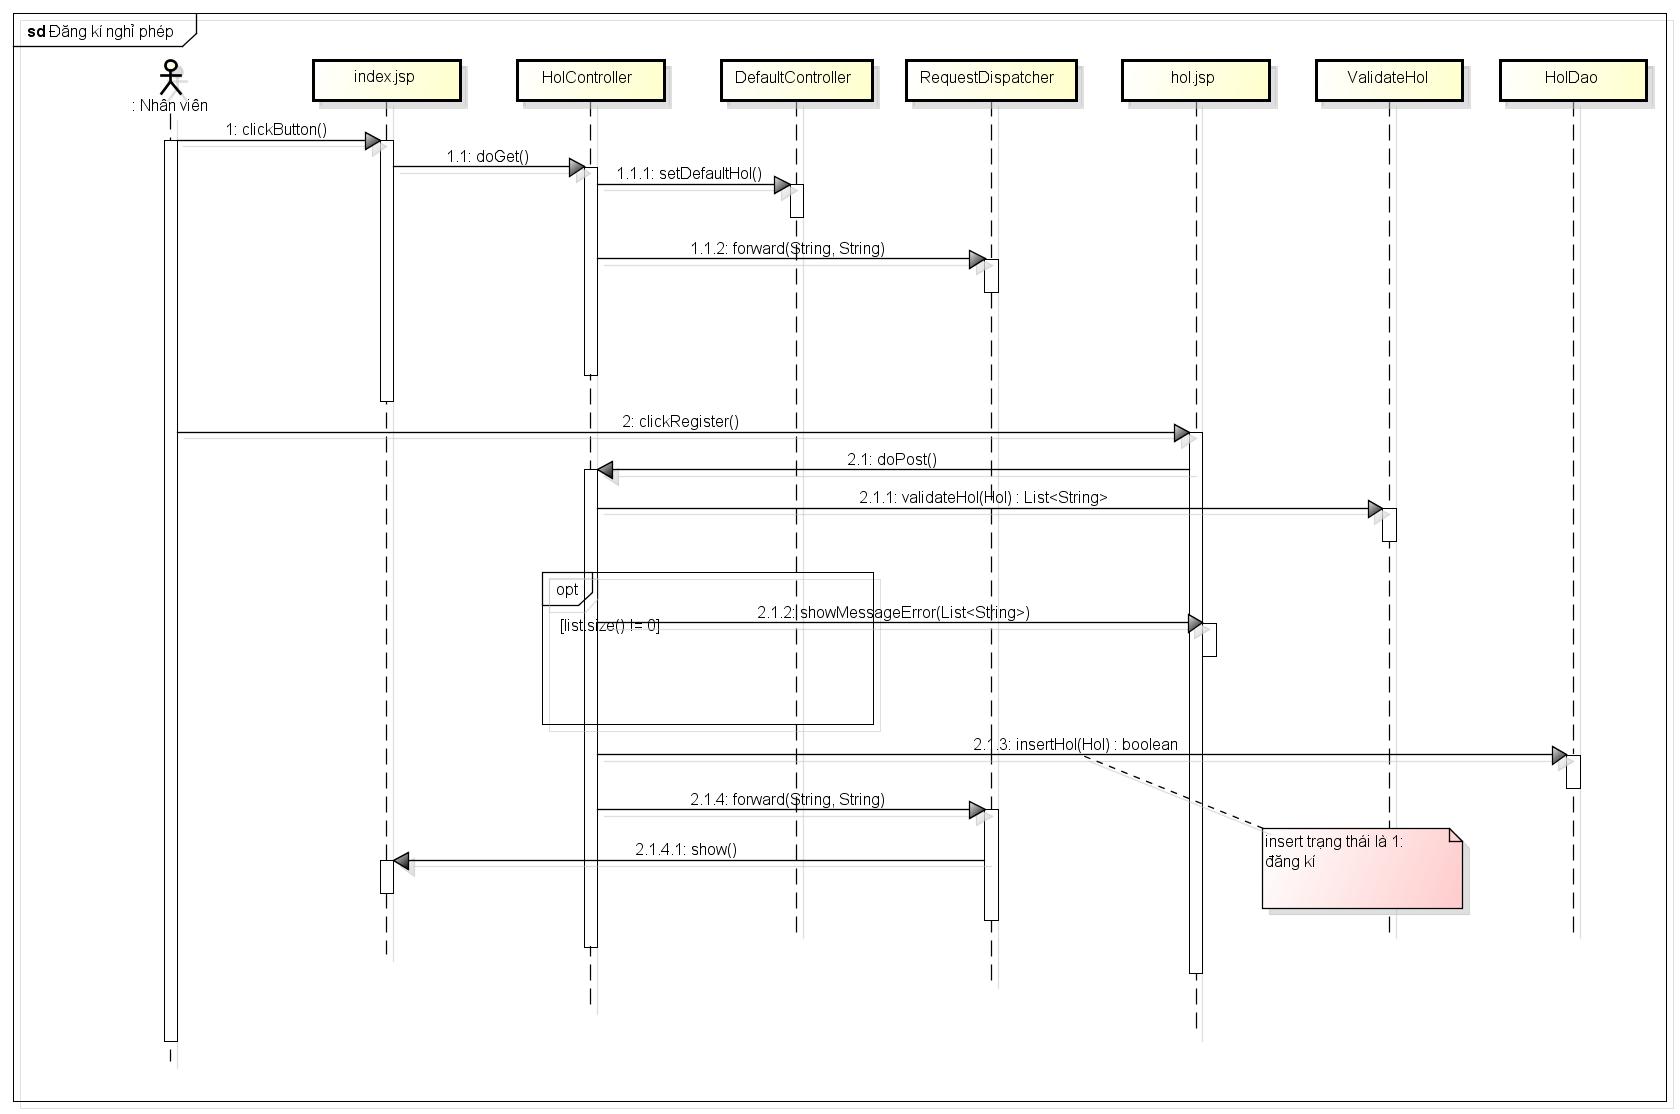 sd Đăng kí nghỉ phép
: Nhân viên
index.jsp
HolController
DefaultController
RequestDispatcher
hol.jsp
ValidateHol
HolDao
1: clickButton()
1.1: doGet()
1.1.1: setDefaultHol()
1.1.2: forward(String, String)
2: clickRegister()
2.1: doPost()
2.1.1: validateHol(Hol) : List<String>
opt
2.1.2: showMessageError(List<String>)
[list.size() != 0]
2.1.3: insertHol(Hol) : boolean
2.1.4: forward(String, String)
insert trạng thái là 1:
đăng kí
2.1.4.1: show()